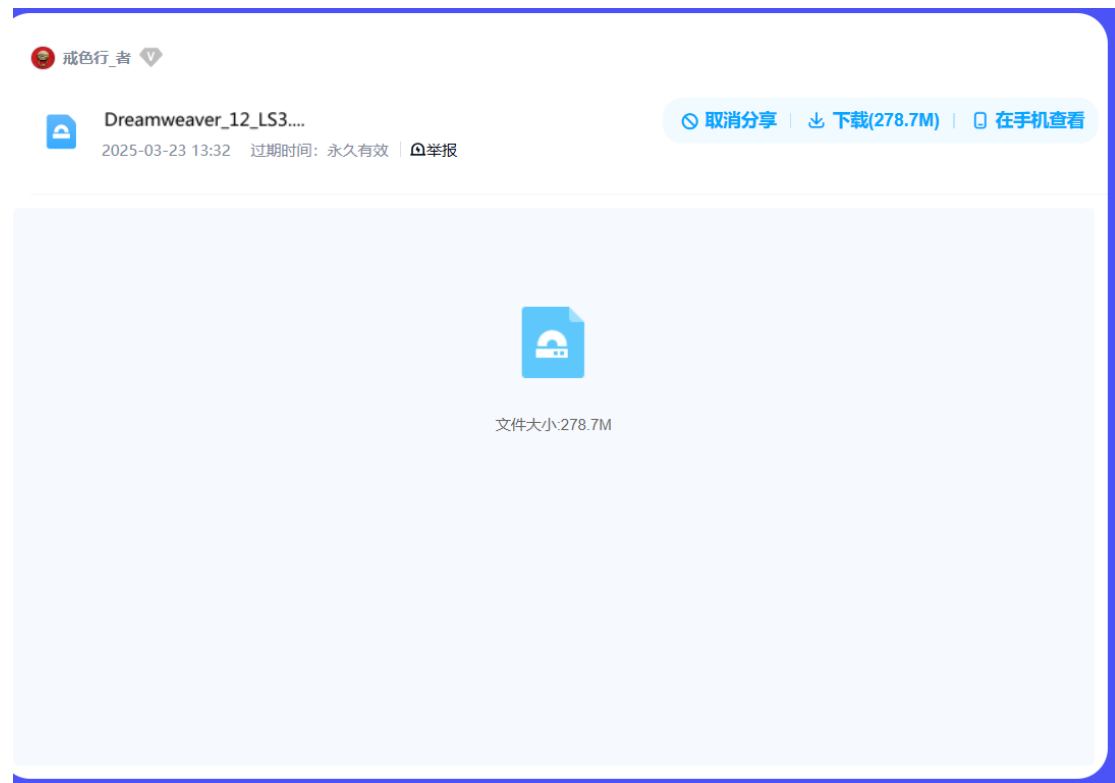 戒色行_者 V
Dreamweaver_12_LS3....
2025-03-23 13:32 过期时间：永久有效 举报
取消分享 下载(278.7M) 在手机查看
文件大小:278.7M